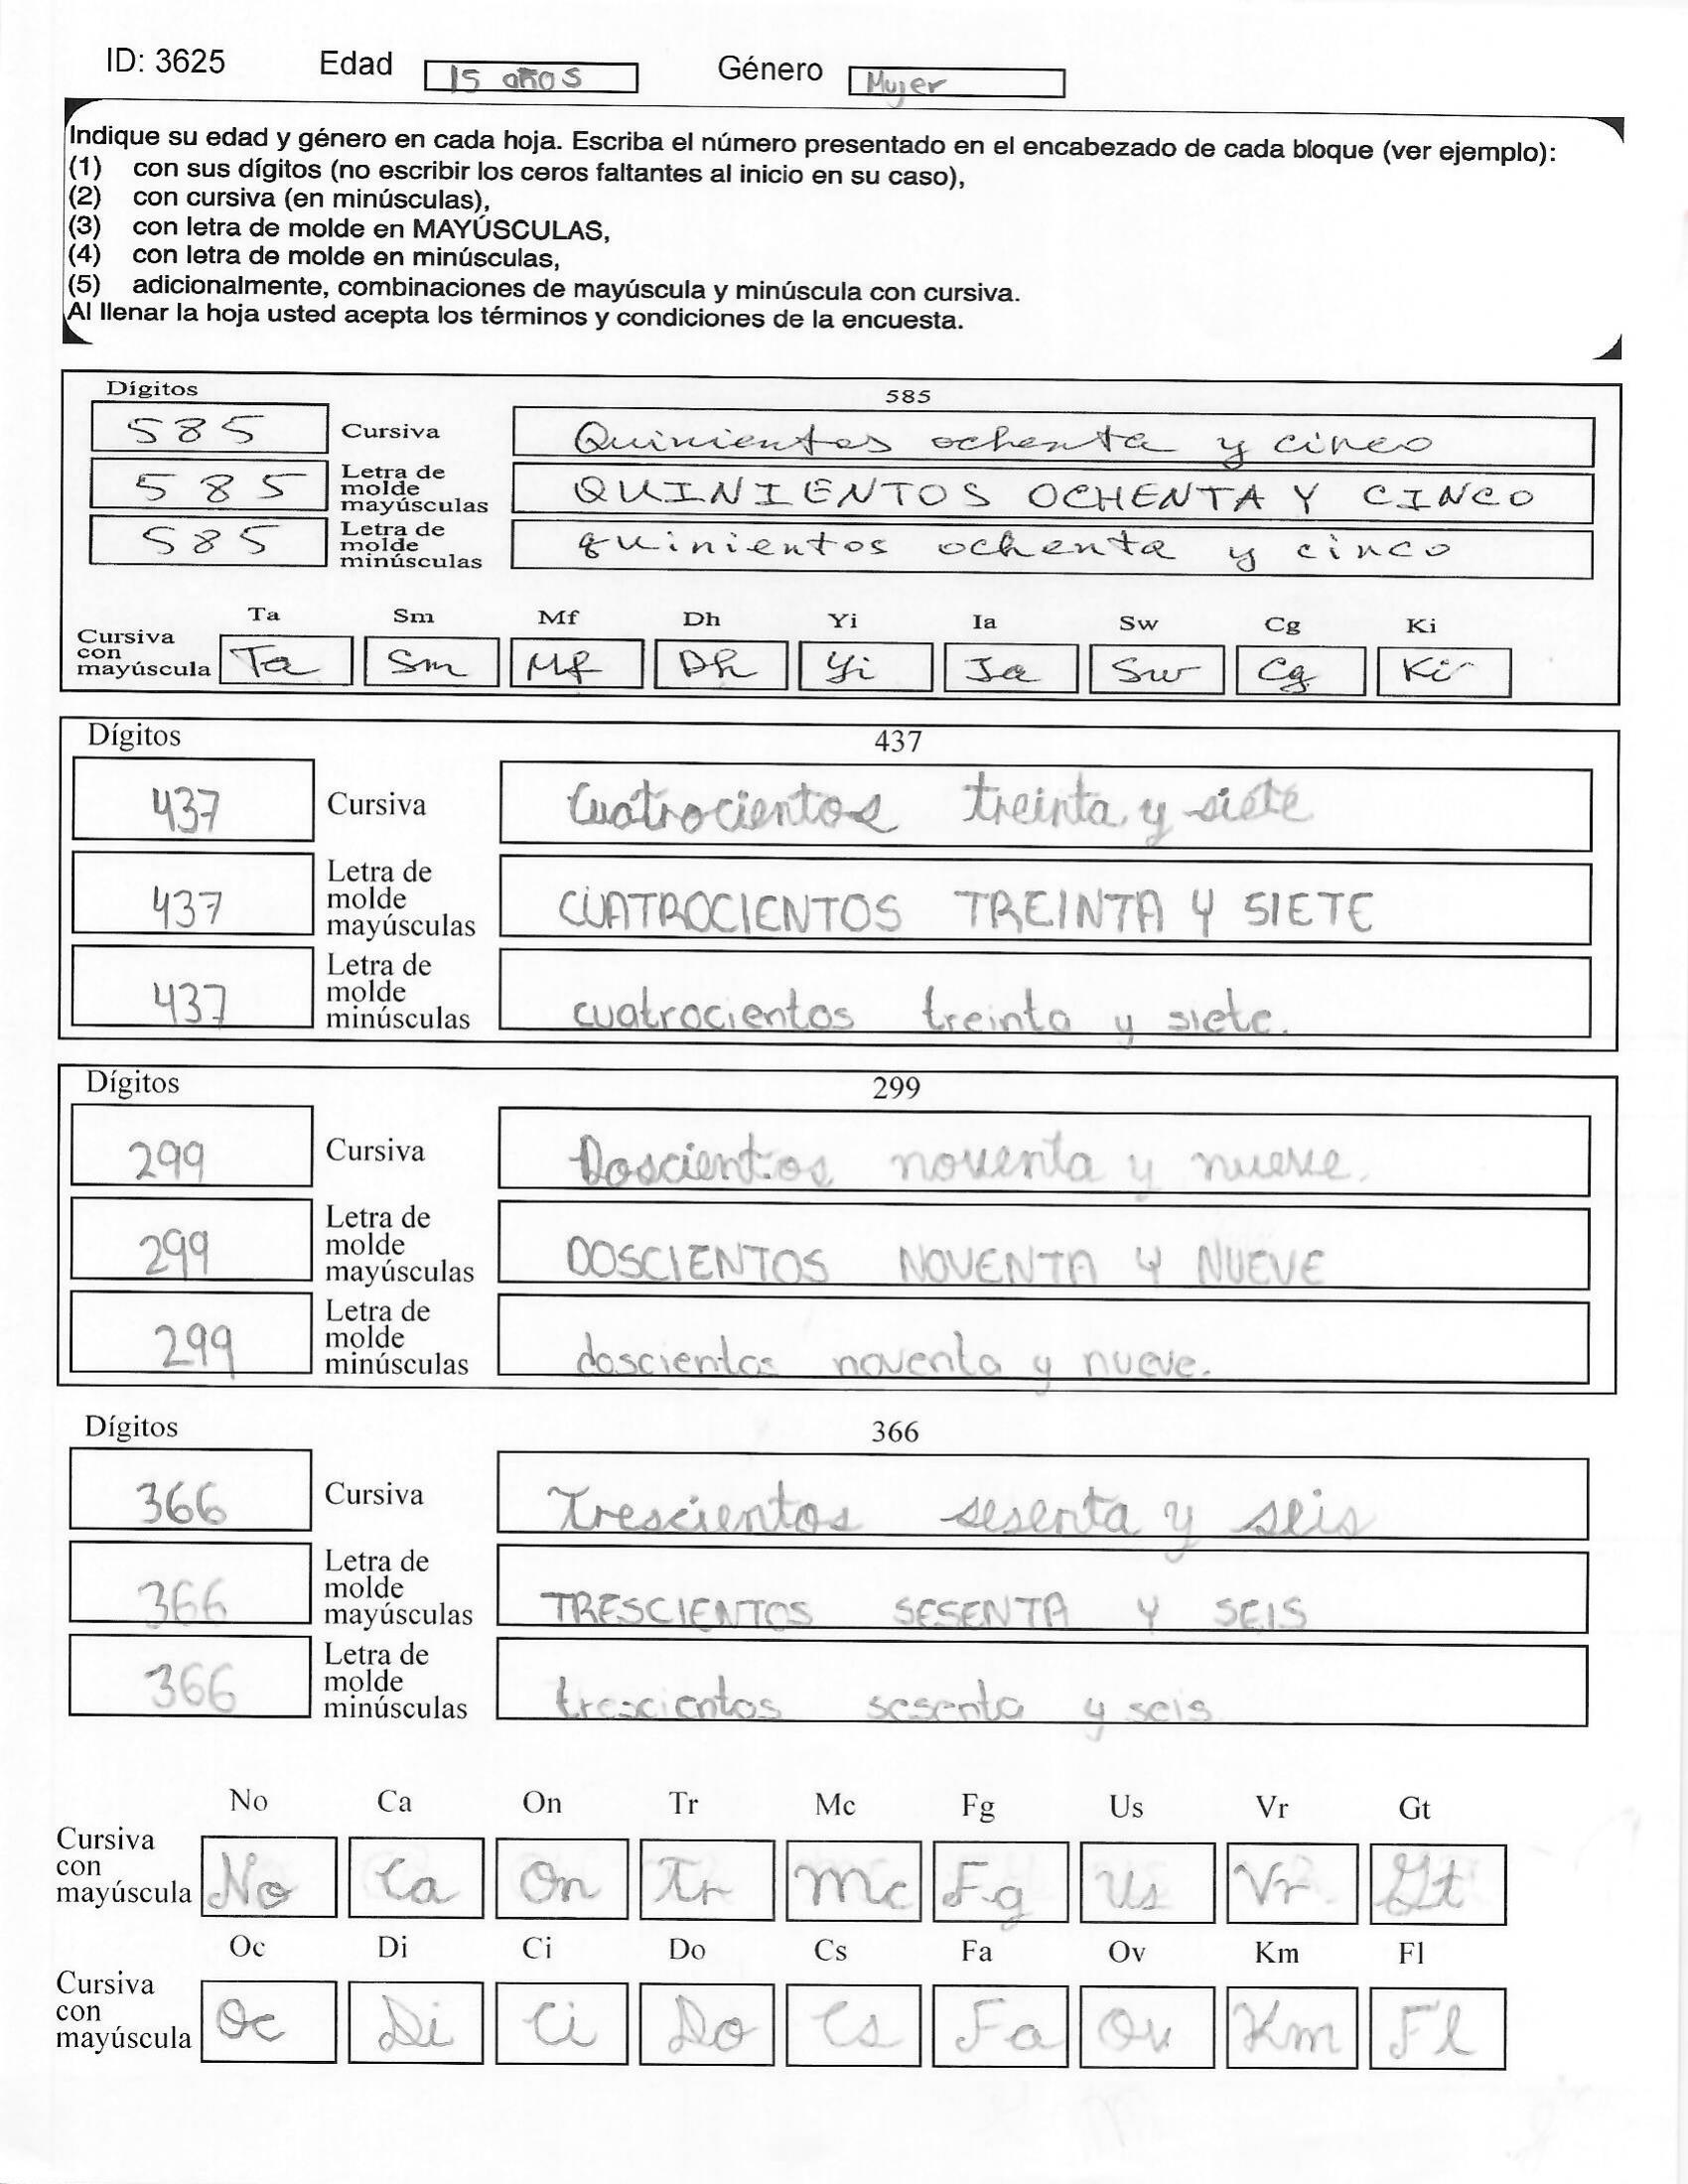 ID: 3625 Edad 15 años Género Mujer
Indique su edad y género en cada hoja. Escriba el número presentado en el encabezado de cada bloque (ver ejemplo):
(1) con sus dígitos (no escribir los ceros faltantes al inicio en su caso),
(2) con cursiva (en minúsculas),
(3) con letra de molde en MAYÚSCULAS,
(4) con letra de molde en minúsculas,
(5) adicionalmente, combinaciones de mayúscula y minúscula con cursiva.
Al llenar la hoja usted acepta los términos y condiciones de la encuesta.
Dígitos 585
585 Cursiva Quinientos ochenta y cinco
585 Letra de molde mayúsculas QUINIENTOS OCHENTA Y CINCO
585 Letra de molde minúsculas quinientos ochenta y cinco
Ta Sm Mf Dh Yi Ia Sw Cg Ki
Cursiva con mayúscula Ta Sm Mf Dh Yi Ia Sw Cg Ki
Dígitos 437
437 Cursiva Cuatrocientos treinta y siete
437 Letra de molde mayúsculas CUATROCIENTOS TREINTA Y SIETE
437 Letra de molde minúsculas cuatrocientos treinta y siete.
Dígitos 299
299 Cursiva Doscientos noventa y nueve.
299 Letra de molde mayúsculas DOSCIENTOS NOVENTA Y NUEVE
299 Letra de molde minúsculas doscientos noventa y nueve.
Dígitos 366
366 Cursiva Trescientos sesenta y seis
366 Letra de molde mayúsculas TRESCIENTOS SESENTA Y SEIS
366 Letra de molde minúsculas trescientos sesenta y seis
No Ca On Tr Mc Fg Us Vr Gt
Cursiva con mayúscula No Ca On Tr Mc Fg Us Vr Gt
Oc Di Ci Do Cs Fa Ov Km Fl
Cursiva con mayúscula Oc Di Ci Do Cs Fa Ov Km Fl